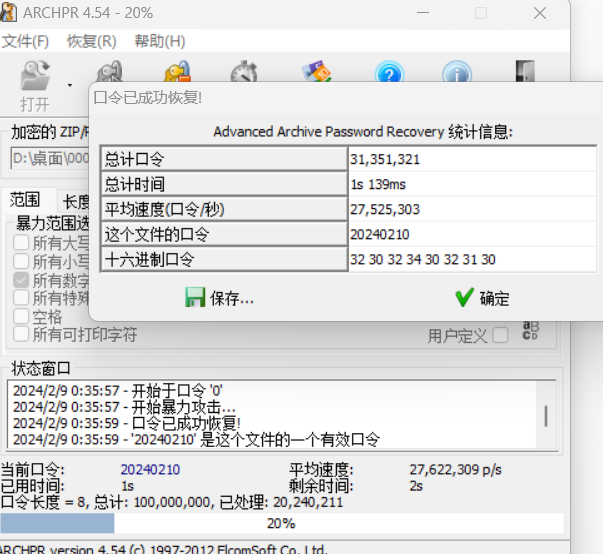 ARCHPR 4.54 - 20%
文件(F) 恢复(R) 帮助(H)
打开
口令已成功恢复!
加密的 ZIP/
D:\桌面\000
Advanced Archive Password Recovery 统计信息:
总计口令 31,351,321
总计时间 1s 139ms
平均速度(口令/秒) 27,525,303
这个文件的口令 20240210
十六进制口令 32 30 32 34 30 32 31 30
保存... 确定
范围 长度
暴力范围选
所有大写
所有小写
所有数字
所有特殊
空格
所有可打印字符
用户定义
状态窗口
2024/2/9 0:35:57 - 开始于口令 '0'
2024/2/9 0:35:57 - 开始暴力攻击...
2024/2/9 0:35:59 - 口令已成功恢复!
2024/2/9 0:35:59 - '20240210' 是这个文件的一个有效口令
当前口令: 20240210 平均速度: 27,622,309 p/s
已用时间: 1s 剩余时间: 2s
口令长度 = 8, 总计: 100,000,000, 已处理: 20,240,211
20%
ARCHPR version 4.54 (c) 1997-2012 ElcomSoft Co. Ltd.